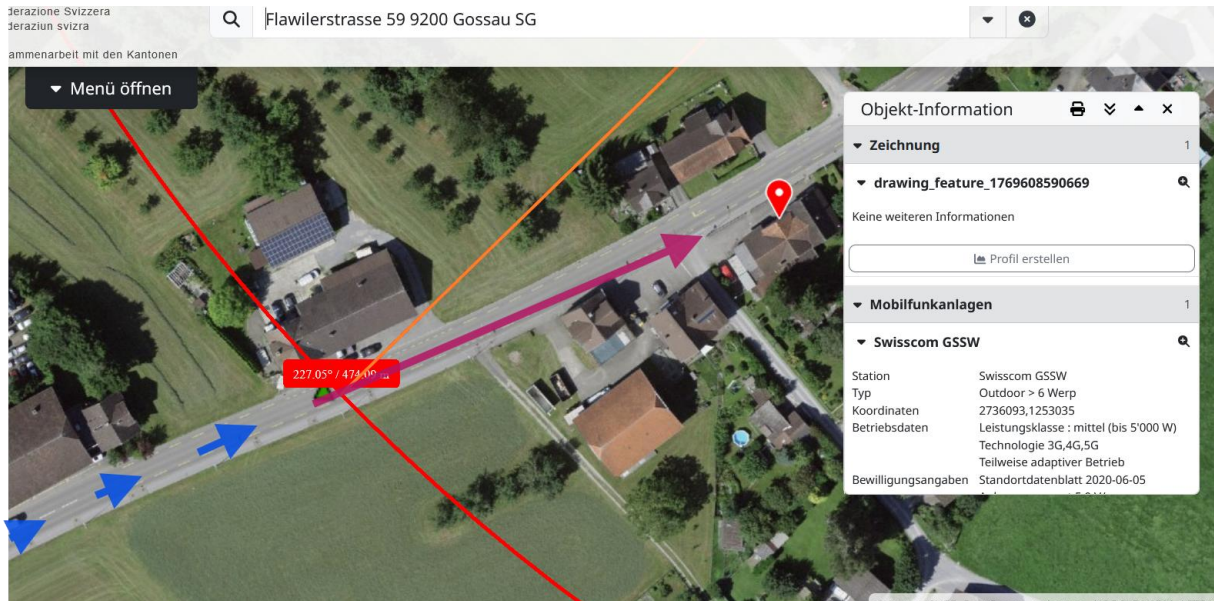 derazione Svizzera
deraziun svizra
ammenarbeit mit den Kantonen
Flawilerstrasse 59 9200 Gossau SG
Menü öffnen
227.05° / 474.09 m
Objekt-Information
Zeichnung 1
drawing_feature_1769608590669
Keine weiteren Informationen
Profil erstellen
Mobilfunkanlagen 1
Swisscom GSSW
Station Swisscom GSSW
Typ Outdoor > 6 Werp
Koordinaten 2736093,1253035
Betriebsdaten Leistungsklasse : mittel (bis 5'000 W)
Technologie 3G,4G,5G
Teilweise adaptiver Betrieb
Bewilligungsangaben Standortdatenblatt 2020-06-05